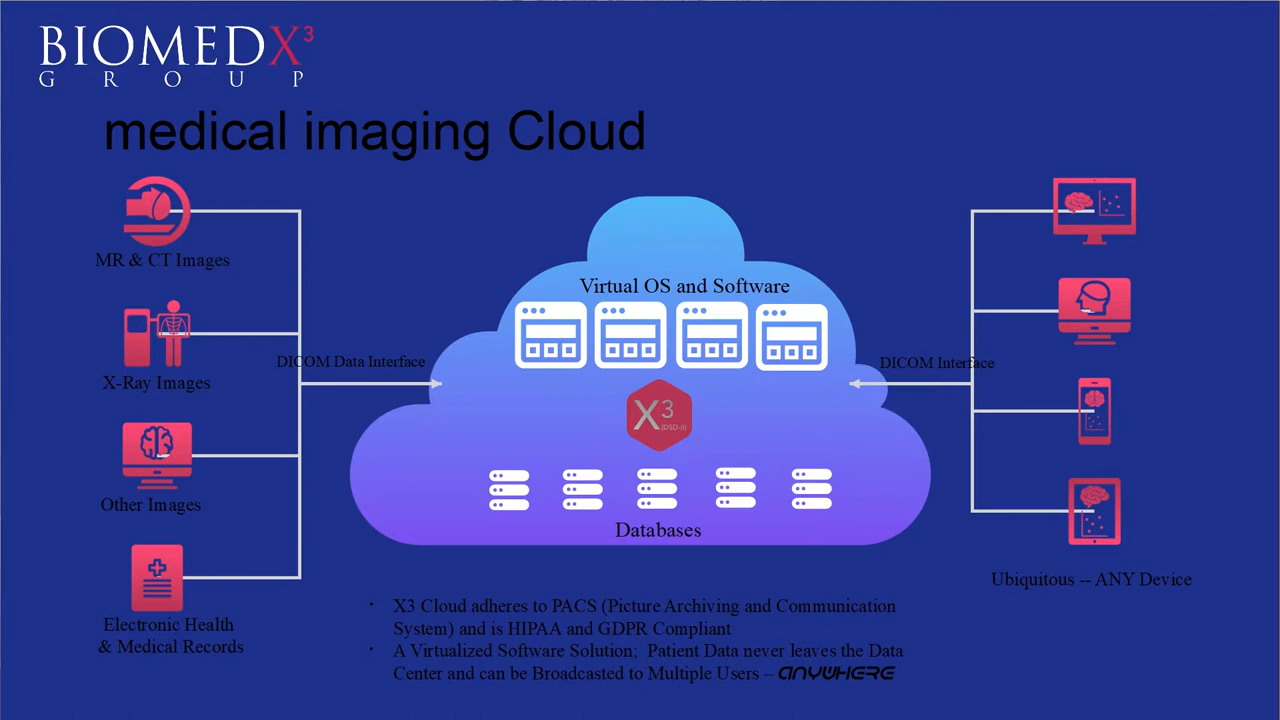 BIOMEDX³
GROUP
medical imaging Cloud
MR & CT Images
X-Ray Images
Other Images
Electronic Health
& Medical Records
DICOM Data Interface
Virtual OS and Software
X³
(DSD-II)
Databases
DICOM Interface
Ubiquitous -- ANY Device
· X3 Cloud adheres to PACS (Picture Archiving and Communication
System) and is HIPAA and GDPR Compliant
· A Virtualized Software Solution; Patient Data never leaves the Data
Center and can be Broadcasted to Multiple Users – ANYWHERE